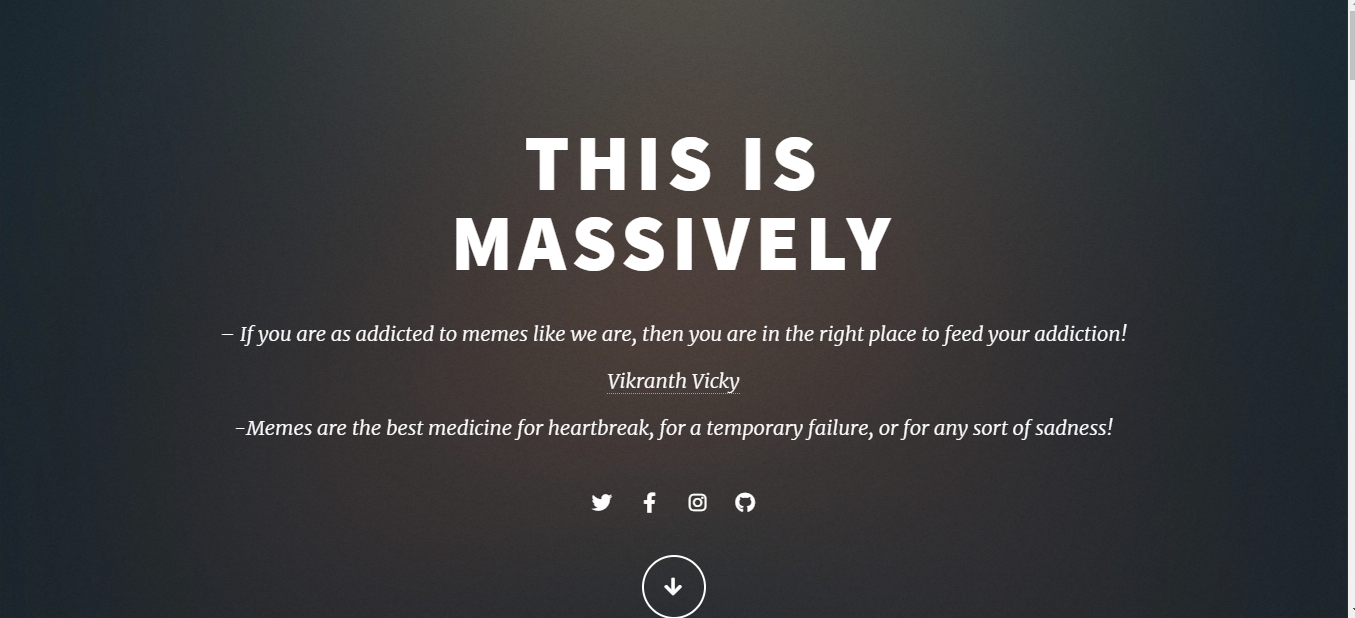 THIS IS
MASSIVELY
– If you are as addicted to memes like we are, then you are in the right place to feed your addiction!
Vikranth Vicky
-Memes are the best medicine for heartbreak, for a temporary failure, or for any sort of sadness!